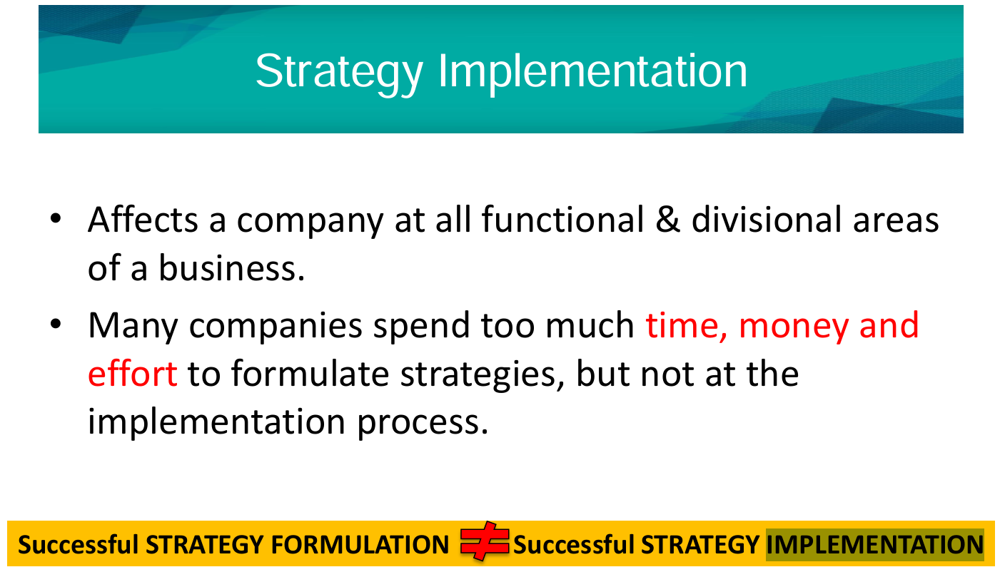 Strategy Implementation
• Affects a company at all functional & divisional areas
of a business.
• Many companies spend too much time, money and
effort to formulate strategies, but not at the
implementation process.
Successful STRATEGY FORMULATION ≠ Successful STRATEGY IMPLEMENTATION